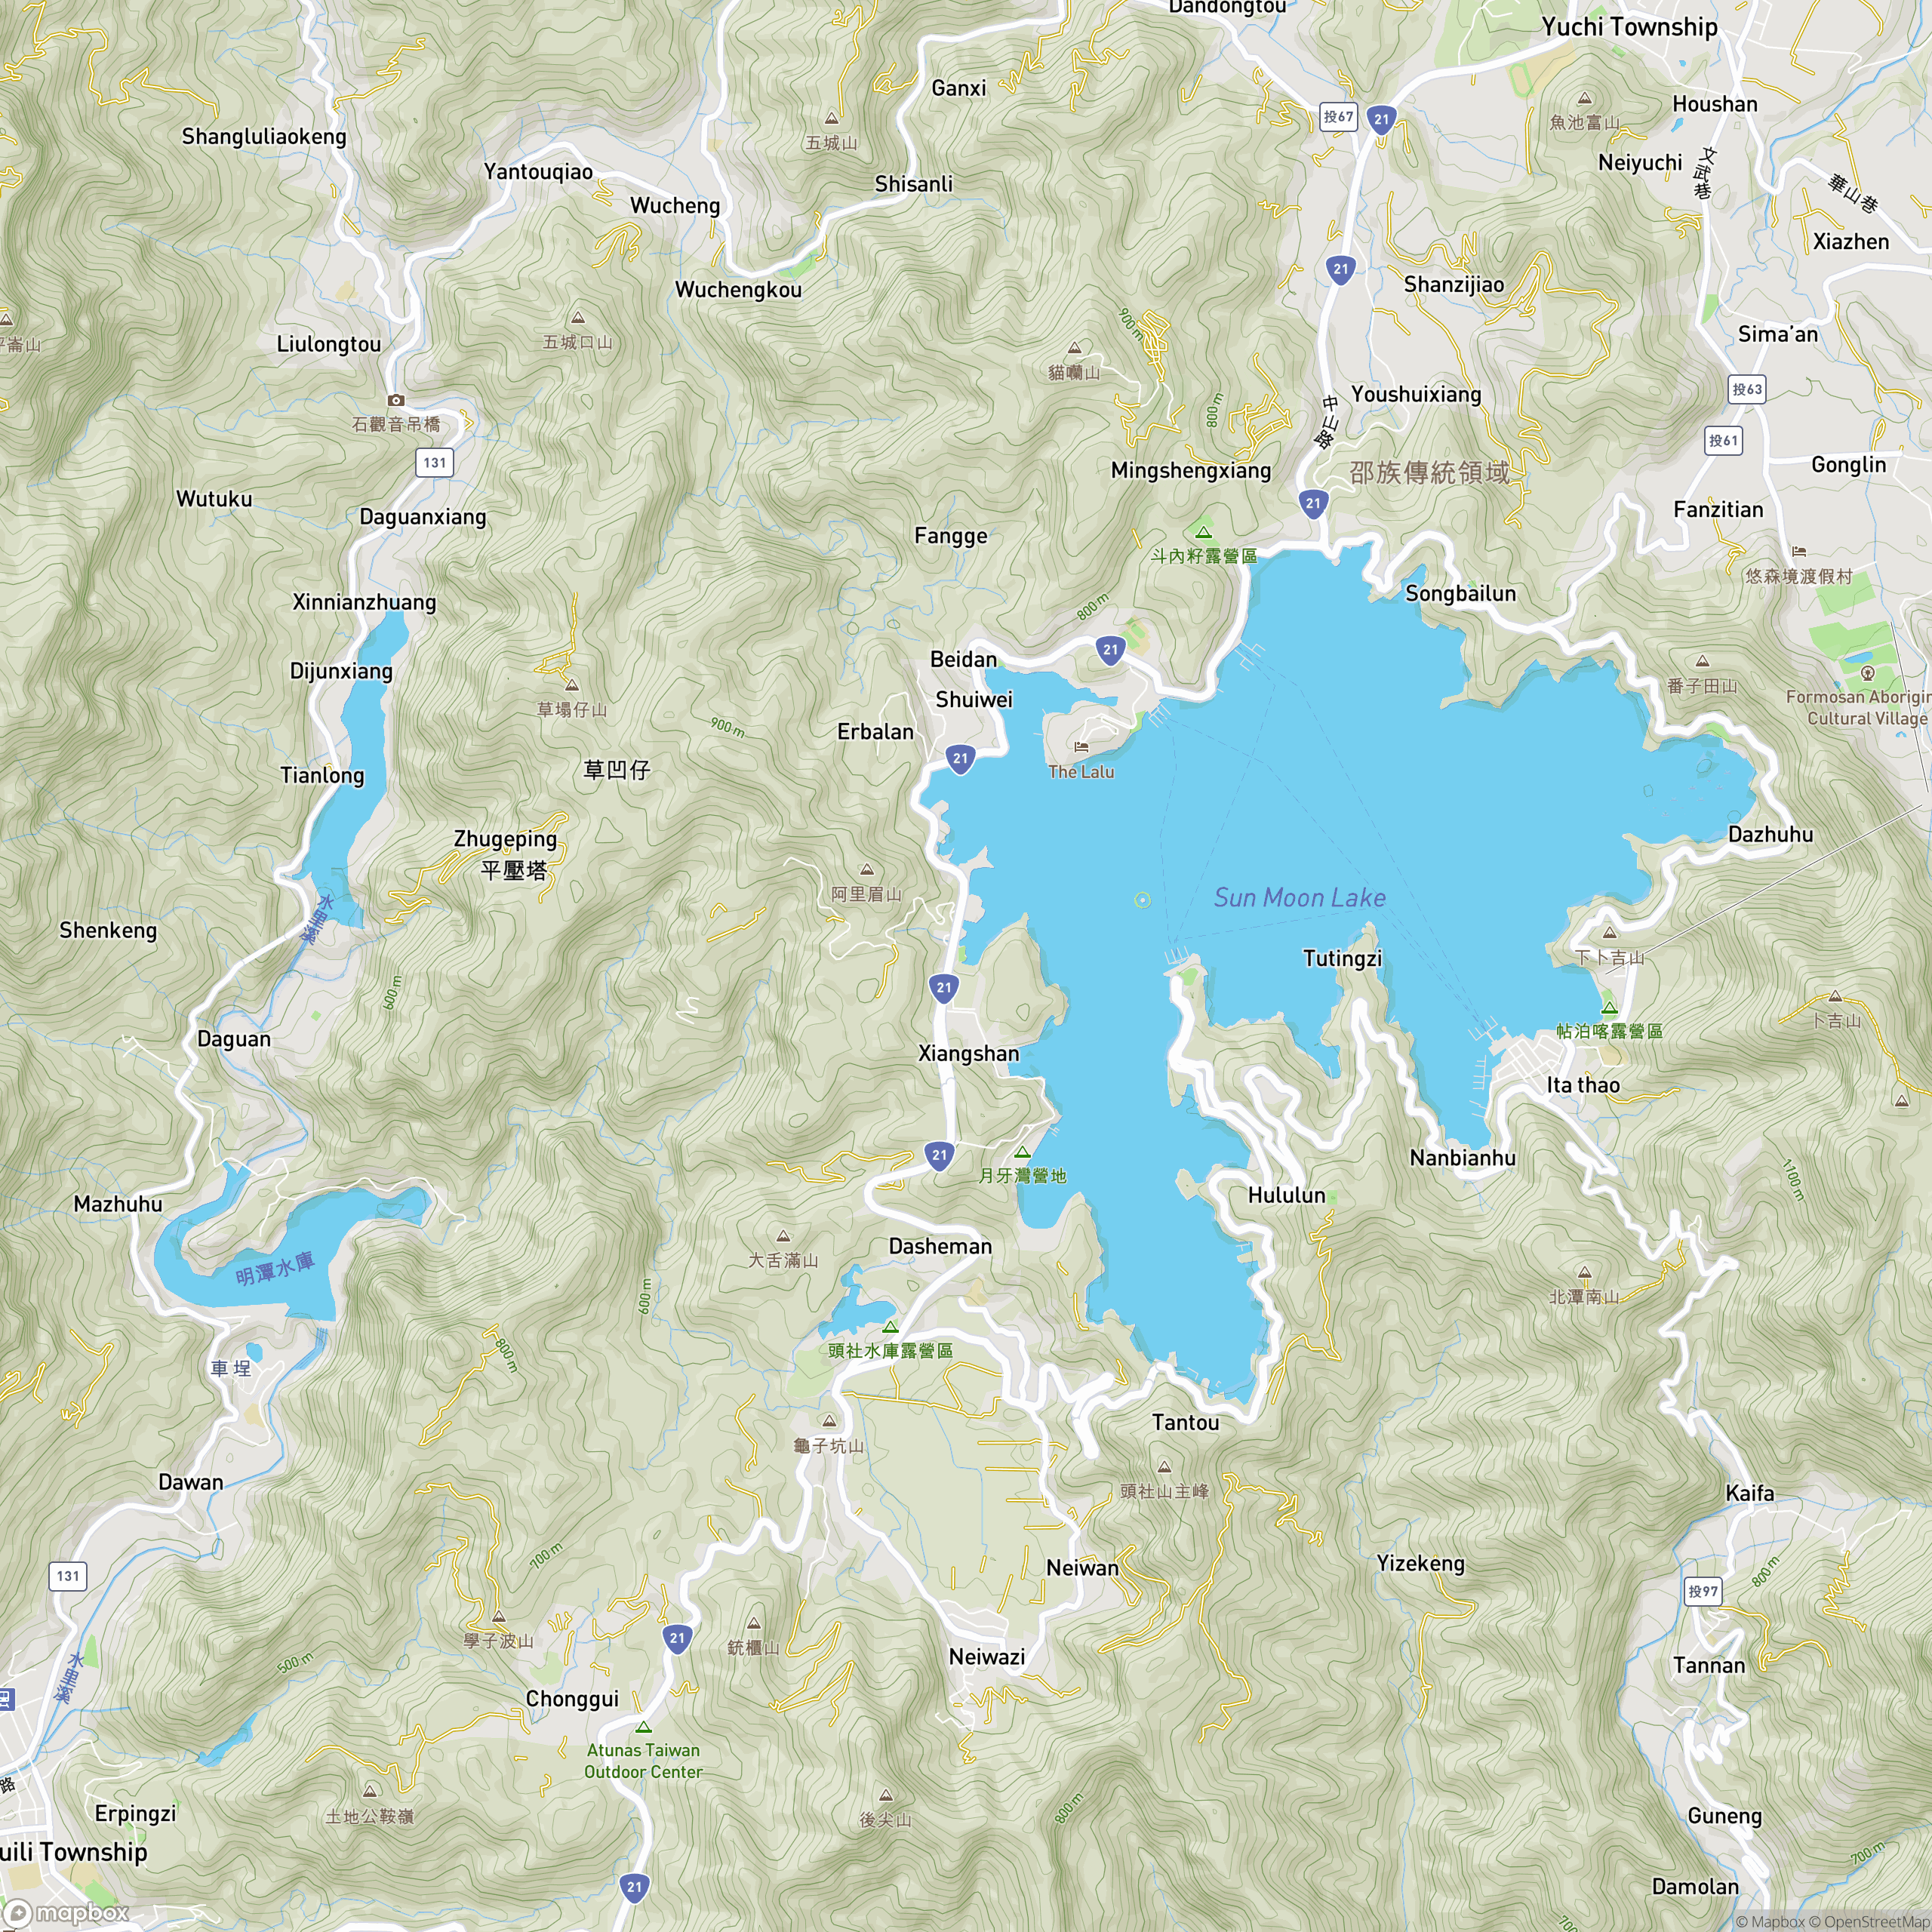 Dandongtou
Yuchi Township
Ganxi
Houshan
五城山
投67
21
魚池富山
Shangluliaokeng
Neiyuchi
文武巷
Yantouqiao
Shisanli
華山巷
Wucheng
Xiazhen
21
Wuchengkou
Shanzijiao
900 m
Sima'an
五城口山
Liulongtou
貓囒山
Youshuixiang
投63
800 m
中山路
石觀音吊橋
投61
131
Mingshengxiang
邵族傳統領域
Gonglin
Wutuku
21
Fanzitian
Daguanxiang
Fangge
斗內籽露營區
悠森境渡假村
Xinnianzhuang
800 m
Songbailun
21
Beidan
Dijunxiang
番子田山
Shuiwei
Formosan Aborigin
Cultural Village
草塌仔山
900 m
Erbalan
21
草凹仔
The Lalu
Tianlong
Zhugeping
Dazhuhu
平壓塔
阿里眉山
Sun Moon Lake
水里溪
Shenkeng
Tutingzi
下卜吉山
600 m
21
卜吉山
帖泊喀露營區
Daguan
Xiangshan
Ita thao
21
Nanbianhu
月牙灣營地
1100 m
Mazhuhu
Hululun
Dasheman
大舌滿山
明潭水庫
600 m
北潭南山
800 m
頭社水庫露營區
車埕
Tantou
龜子坑山
Dawan
頭社山主峰
Kaifa
700 m
Neiwan
Yizekeng
800 m
131
投97
學子波山
21
銃櫃山
500 m
水里溪
Neiwazi
Tannan
Chonggui
Atunas Taiwan
Outdoor Center
路
Erpingzi
土地公鞍嶺
後尖山
800 m
Guneng
uili Township
700 m
21
Damolan
mapbox
© Mapbox © OpenStreetMap